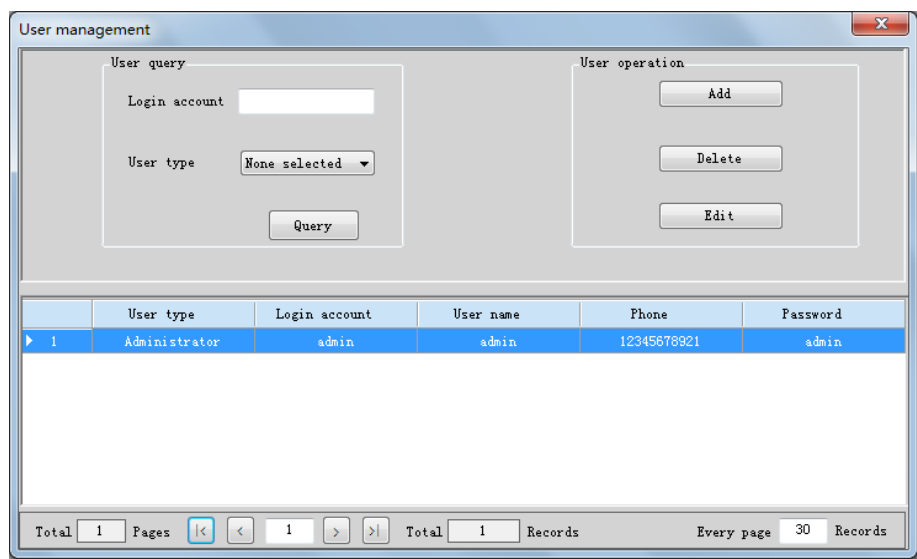 User management
User query
Login account
User type None selected
Query
User operation
Add
Delete
Edit
User type Login account User name Phone Password
1 Administrator admin admin 12345678921 admin
Total 1 Pages |< < 1 > >| Total 1 Records Every page 30 Records